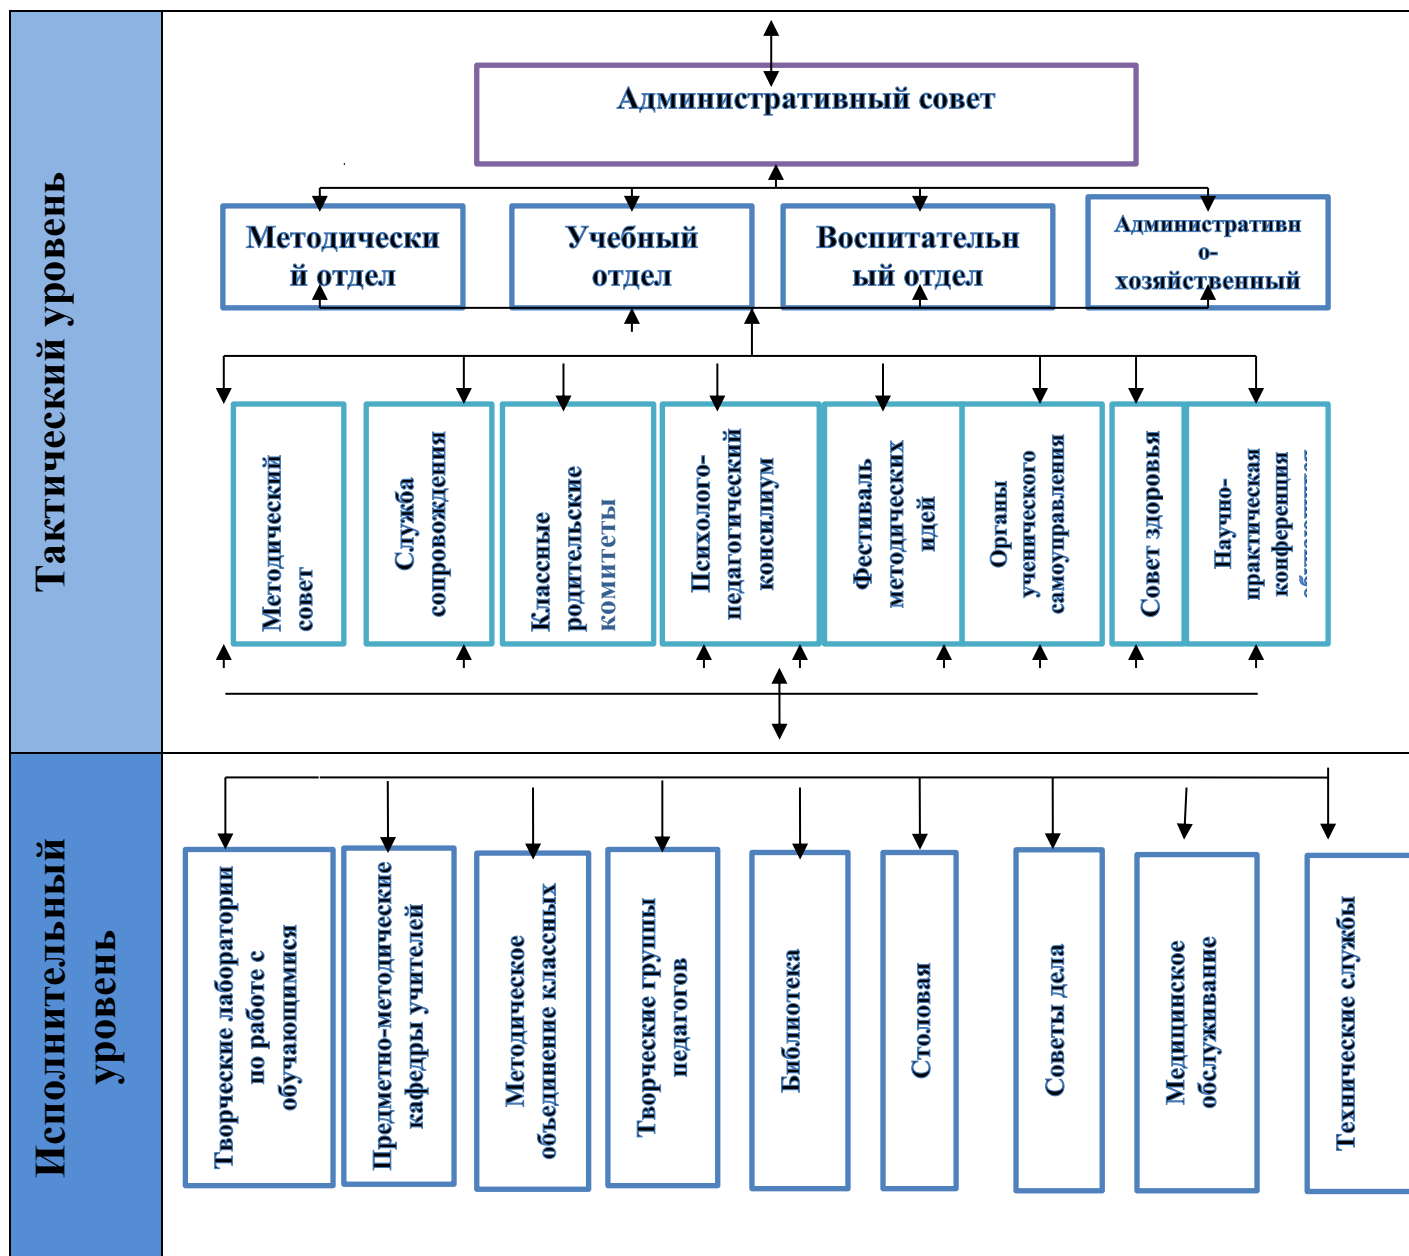 Тактический уровень
Административный совет
Методически
й отдел
Учебный
отдел
Воспитательн
ый отдел
Административн
о-
хозяйственный
Методический
совет
Служба
сопровождения
Классные
родительские
комитеты
Психолого-
педагогический
консилиум
Фестиваль
методических
идей
Органы
ученического
самоуправления
Совет здоровья
Научно-
практическая
конференция
Исполнительный
уровень
Творческие лаборатории
по работе с
обучающимися
Предметно-методические
кафедры учителей
Методическое
объединение классных
Творческие группы
педагогов
Библиотека
Столовая
Советы дела
Медицинское
обслуживание
Технические службы